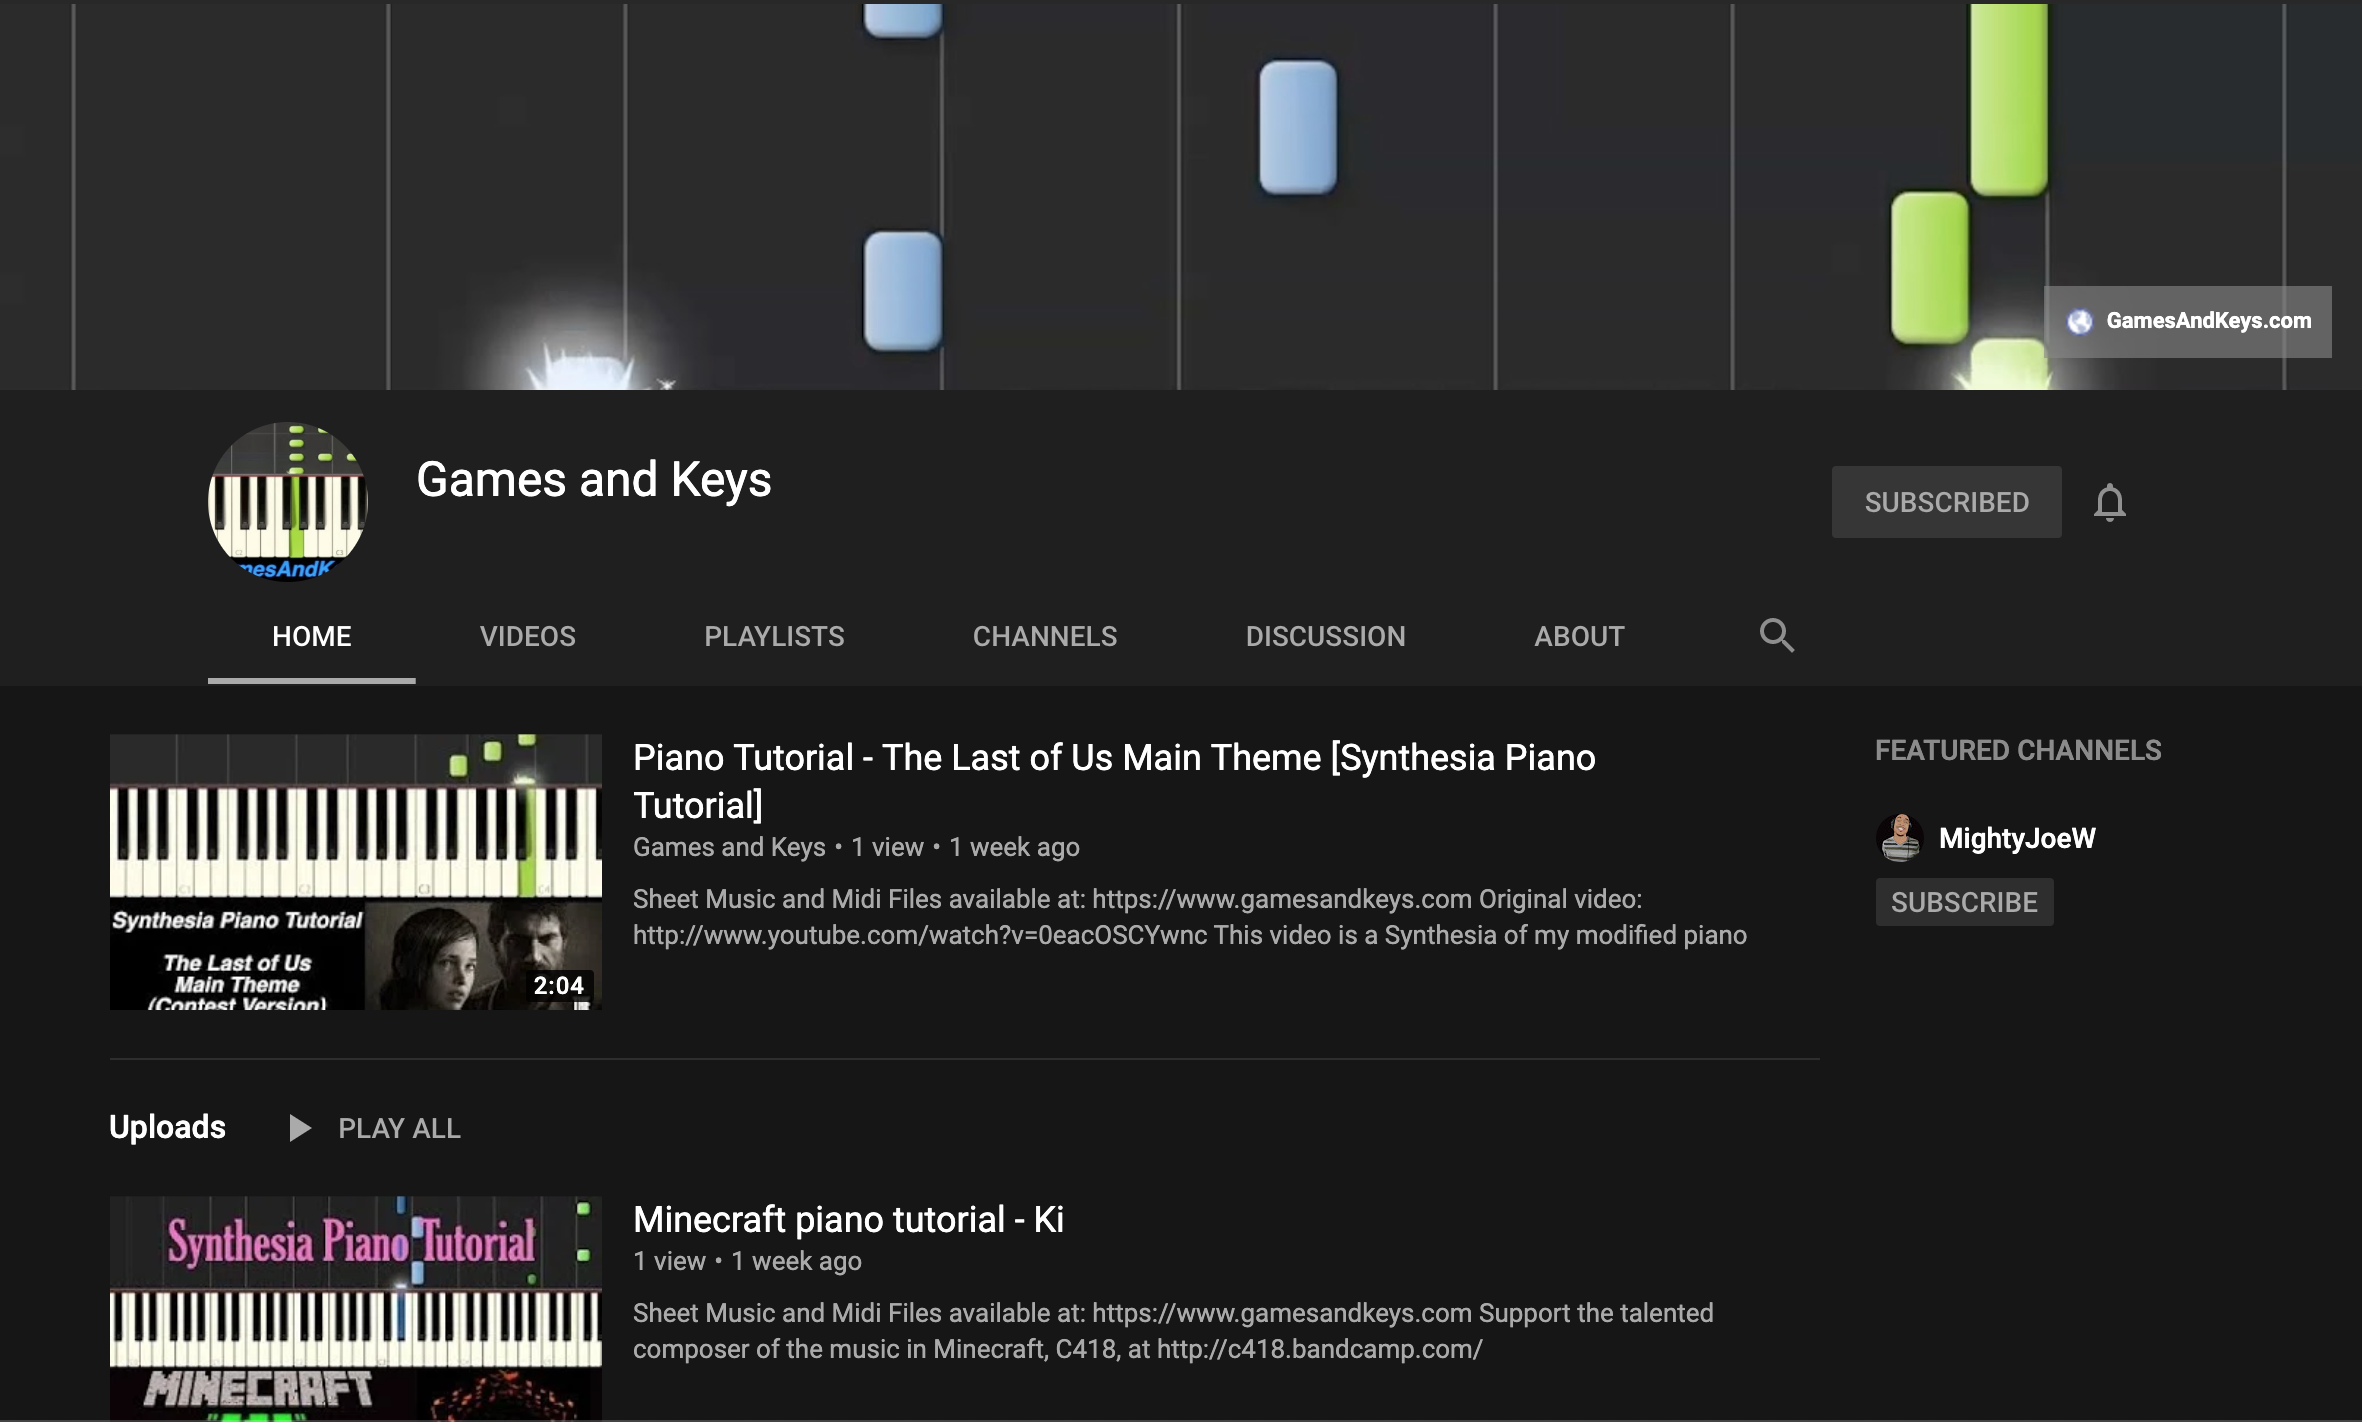 GamesAndKeys.com
Games and Keys
SUBSCRIBED
HOME
VIDEOS
PLAYLISTS
CHANNELS
DISCUSSION
ABOUT
Piano Tutorial - The Last of Us Main Theme [Synthesia Piano
Tutorial]
Games and Keys • 1 view • 1 week ago
Sheet Music and Midi Files available at: https://www.gamesandkeys.com Original video:
http://www.youtube.com/watch?v=0eacOSCYwnc This video is a Synthesia of my modified piano
Synthesia Piano Tutorial
The Last of Us
Main Theme
(Contest Version)
2:04
FEATURED CHANNELS
MightyJoeW
SUBSCRIBE
Uploads
PLAY ALL
Synthesia Piano Tutorial
MINECRAFT
Minecraft piano tutorial - Ki
1 view • 1 week ago
Sheet Music and Midi Files available at: https://www.gamesandkeys.com Support the talented
composer of the music in Minecraft, C418, at http://c418.bandcamp.com/